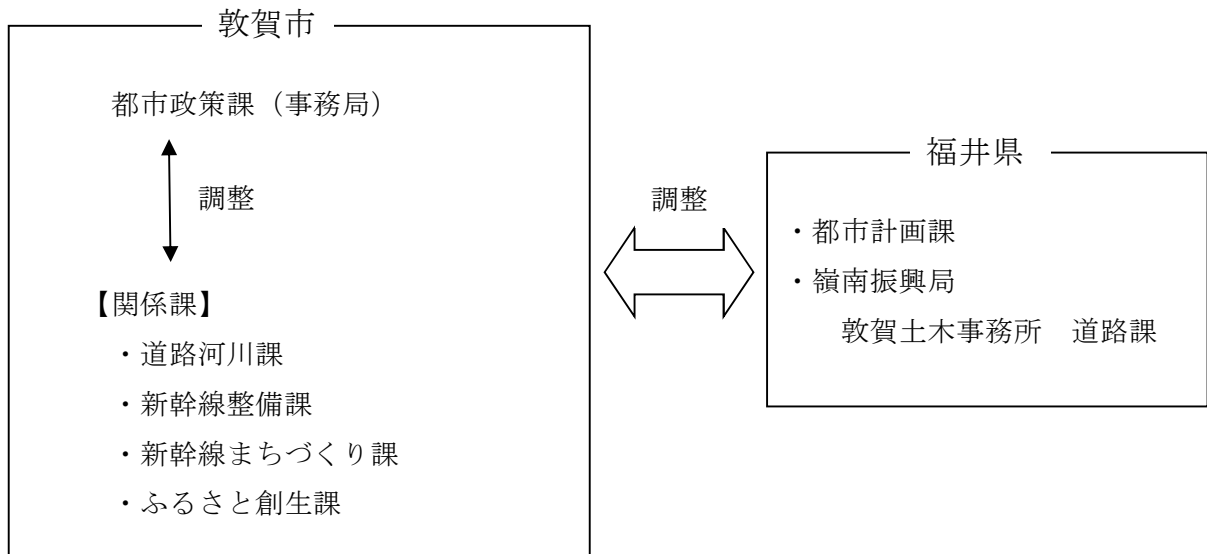 敦賀市
都市政策課（事務局）
調整
【関係課】
・道路河川課
・新幹線整備課
・新幹線まちづくり課
・ふるさと創生課
調整
福井県
・都市計画課
・嶺南振興局
敦賀土木事務所　道路課